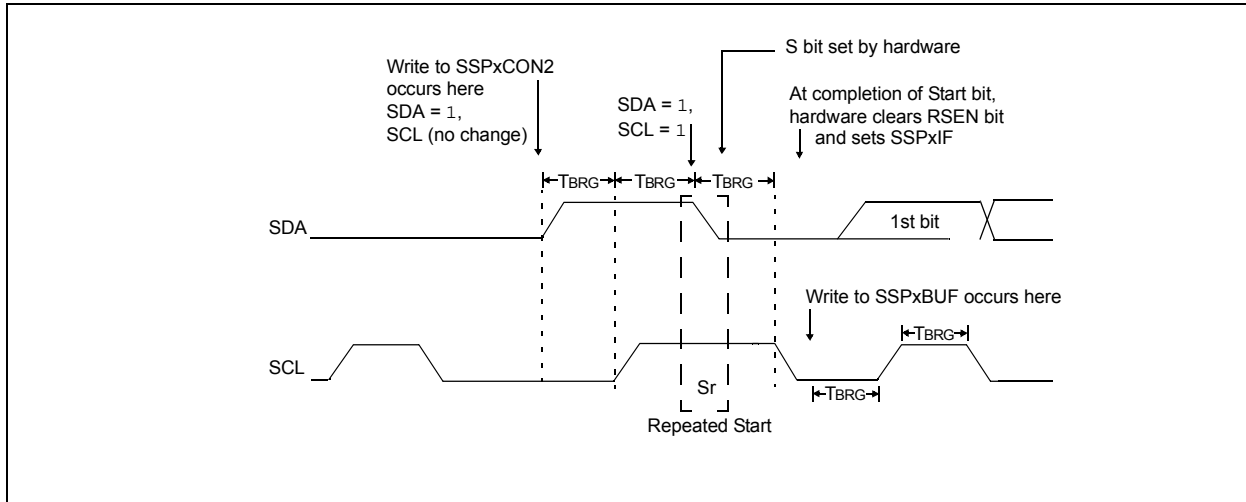 S bit set by hardware
Write to SSPxCON2
occurs here
SDA = 1,
SCL (no change)
SDA = 1,
SCL = 1
At completion of Start bit,
hardware clears RSEN bit
and sets SSPxIF
TBRG TBRG TBRG
SDA
1st bit
Write to SSPxBUF occurs here
TBRG
SCL
Sr
TBRG
Repeated Start